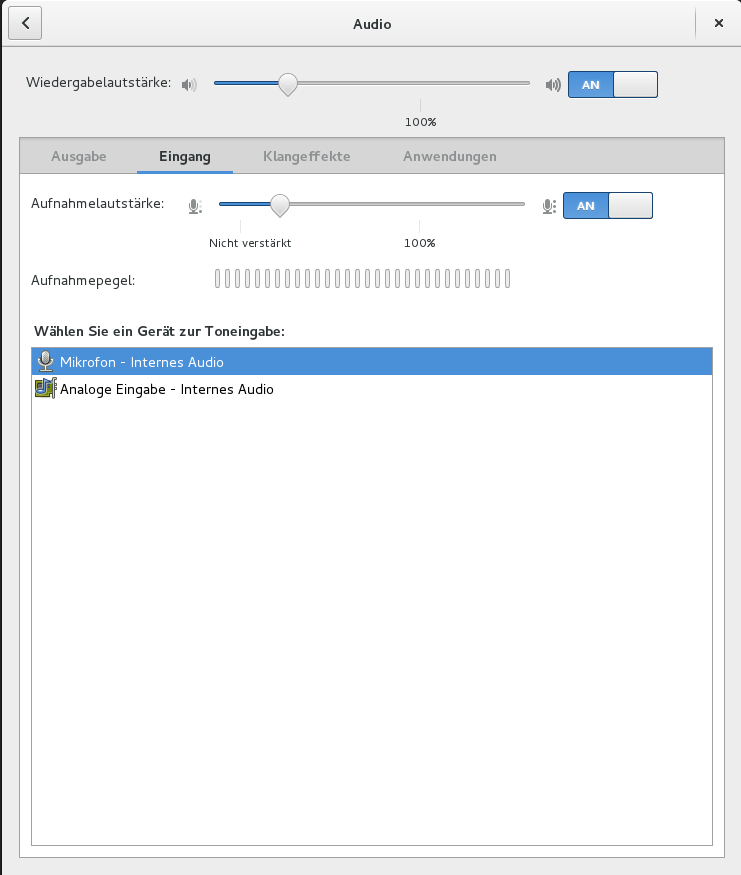 Audio
Wiedergabelautstärke:
AN
100%
Ausgabe Eingang Klangeffekte Anwendungen
Aufnahmelautstärke:
AN
Nicht verstärkt 100%
Aufnahmepegel:
Wählen Sie ein Gerät zur Toneingabe:
Mikrofon - Internes Audio
Analoge Eingabe - Internes Audio